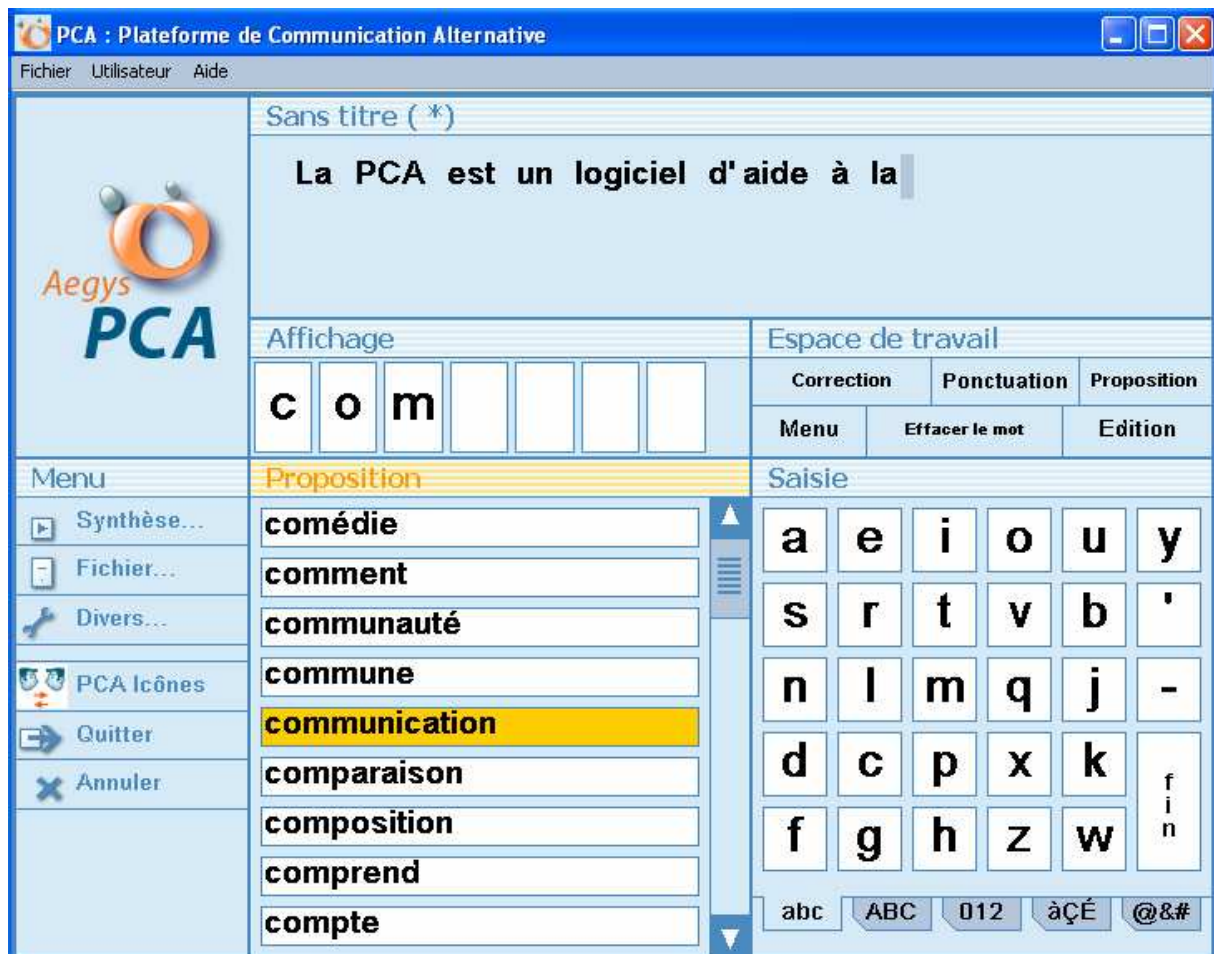 PCA : Plateforme de Communication Alternative
Fichier Utilisateur Aide
Aegys
PCA
Sans titre ( *)
La PCA est un logiciel d'aide à la
Affichage
c o m
Espace de travail
Correction Ponctuation Proposition
Menu Effacer le mot Edition
Menu
Synthèse...
Fichier...
Divers...
PCA Icônes
Quitter
Annuler
Proposition
comédie
comment
communauté
commune
communication
comparaison
composition
comprend
compte
Saisie
a e i o u y
s r t v b '
n l m q j -
d c p x k fin
f g h z w
abc ABC 012 àÇÉ @&#